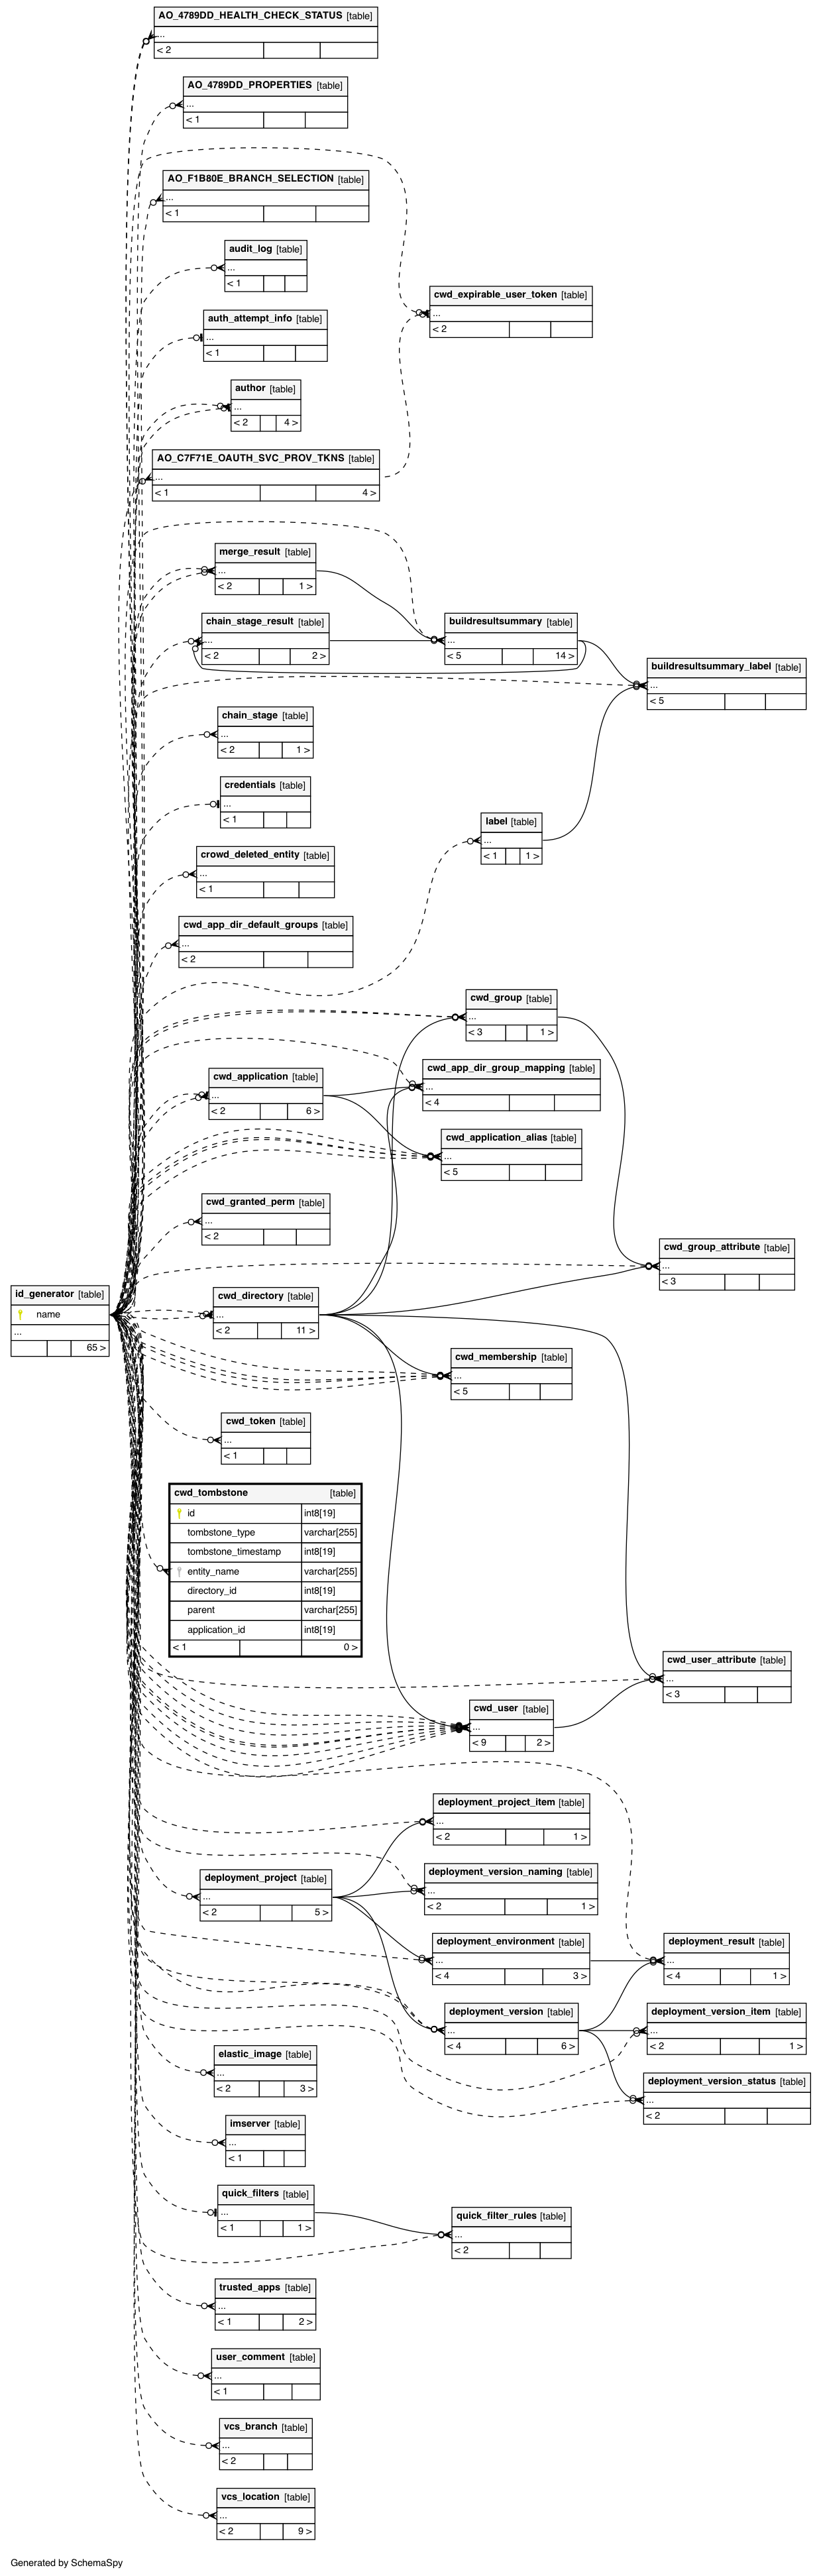 AO_4789DD_HEALTH_CHECK_STATUS [table]
...
< 2
AO_4789DD_PROPERTIES [table]
...
< 1
AO_F1B80E_BRANCH_SELECTION [table]
...
< 1
audit_log [table]
...
< 1
cwd_expirable_user_token [table]
...
< 2
auth_attempt_info [table]
...
< 1
author [table]
...
< 2 4 >
AO_C7F71E_OAUTH_SVC_PROV_TKNS [table]
...
< 1 4 >
merge_result [table]
...
< 2 1 >
chain_stage_result [table]
...
< 2 2 >
buildresultsummary [table]
...
< 5 14 >
buildresultsummary_label [table]
...
< 5
chain_stage [table]
...
< 2 1 >
credentials [table]
...
< 1
label [table]
...
< 1 1 >
crowd_deleted_entity [table]
...
< 1
cwd_app_dir_default_groups [table]
...
< 2
cwd_group [table]
...
< 3 1 >
cwd_application [table]
...
< 2 6 >
cwd_app_dir_group_mapping [table]
...
< 4
cwd_application_alias [table]
...
< 5
cwd_granted_perm [table]
...
< 2
cwd_group_attribute [table]
...
< 3
id_generator [table]
name
...
65 >
cwd_directory [table]
...
< 2 11 >
cwd_membership [table]
...
< 5
cwd_token [table]
...
< 1
cwd_tombstone [table]
id int8[19]
tombstone_type varchar[255]
tombstone_timestamp int8[19]
entity_name varchar[255]
directory_id int8[19]
parent varchar[255]
application_id int8[19]
< 1 0 >
cwd_user_attribute [table]
...
< 3
cwd_user [table]
...
< 9 2 >
deployment_project_item [table]
...
< 2 1 >
deployment_project [table]
...
< 2 5 >
deployment_version_naming [table]
...
< 2 1 >
deployment_environment [table]
...
< 4 3 >
deployment_result [table]
...
< 4 1 >
deployment_version [table]
...
< 4 6 >
deployment_version_item [table]
...
< 2 1 >
elastic_image [table]
...
< 2 3 >
deployment_version_status [table]
...
< 2
imserver [table]
...
< 1
quick_filters [table]
...
< 1 1 >
quick_filter_rules [table]
...
< 2
trusted_apps [table]
...
< 1 2 >
user_comment [table]
...
< 1
vcs_branch [table]
...
< 2
vcs_location [table]
...
< 2 9 >
Generated by SchemaSpy